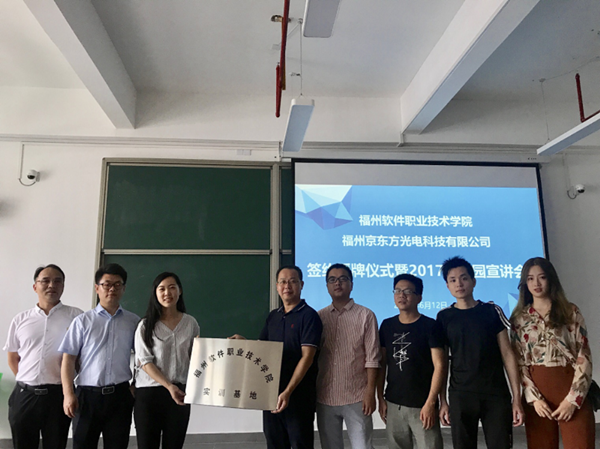 福州软件职业技术学院
福州京东方光电科技有限公司
签约 牌仪式暨2017 园宣讲会
6月12
福州软件职业技术学院
实训基地